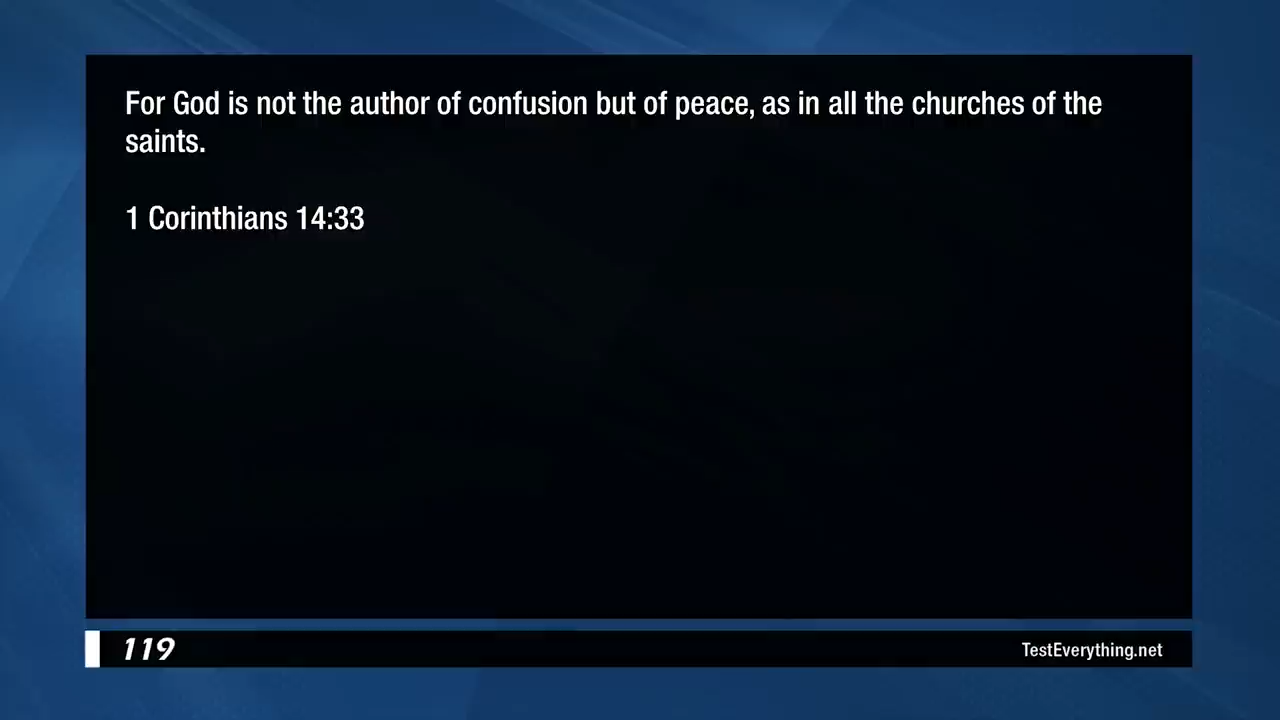 For God is not the author of confusion but of peace, as in all the churches of the
saints.
1 Corinthians 14:33
119
TestEverything.net